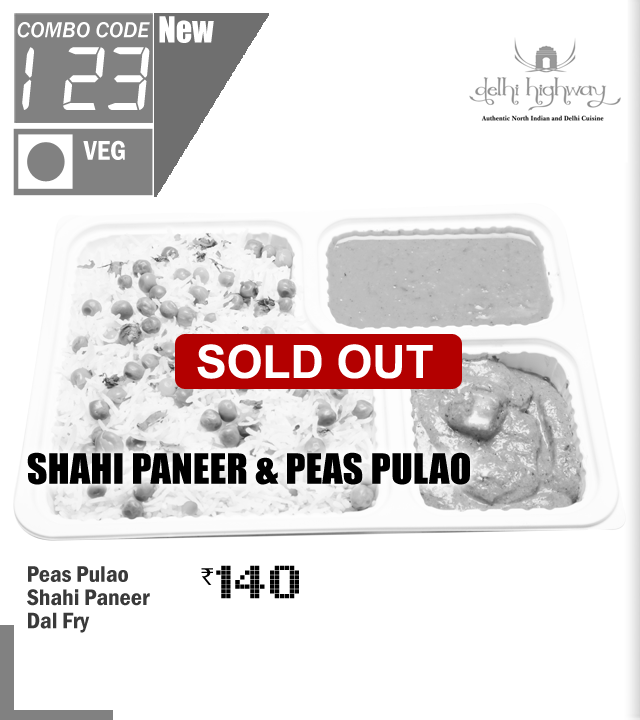 COMBO CODE
New
123
VEG
delhi highway
Authentic North Indian and Delhi Cuisine
SOLD OUT
SHAHI PANEER & PEAS PULAO
Peas Pulao
₹140
Shahi Paneer
Dal Fry